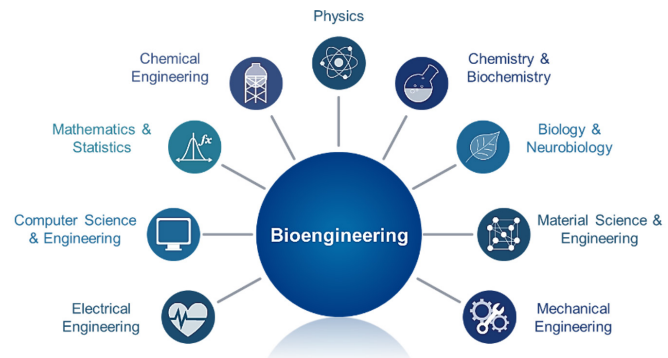 Physics
Chemical
Engineering
Chemistry &
Biochemistry
Mathematics &
Statistics
fx
Biology &
Neurobiology
Computer Science
& Engineering
Bioengineering
Material Science &
Engineering
Electrical
Engineering
Mechanical
Engineering